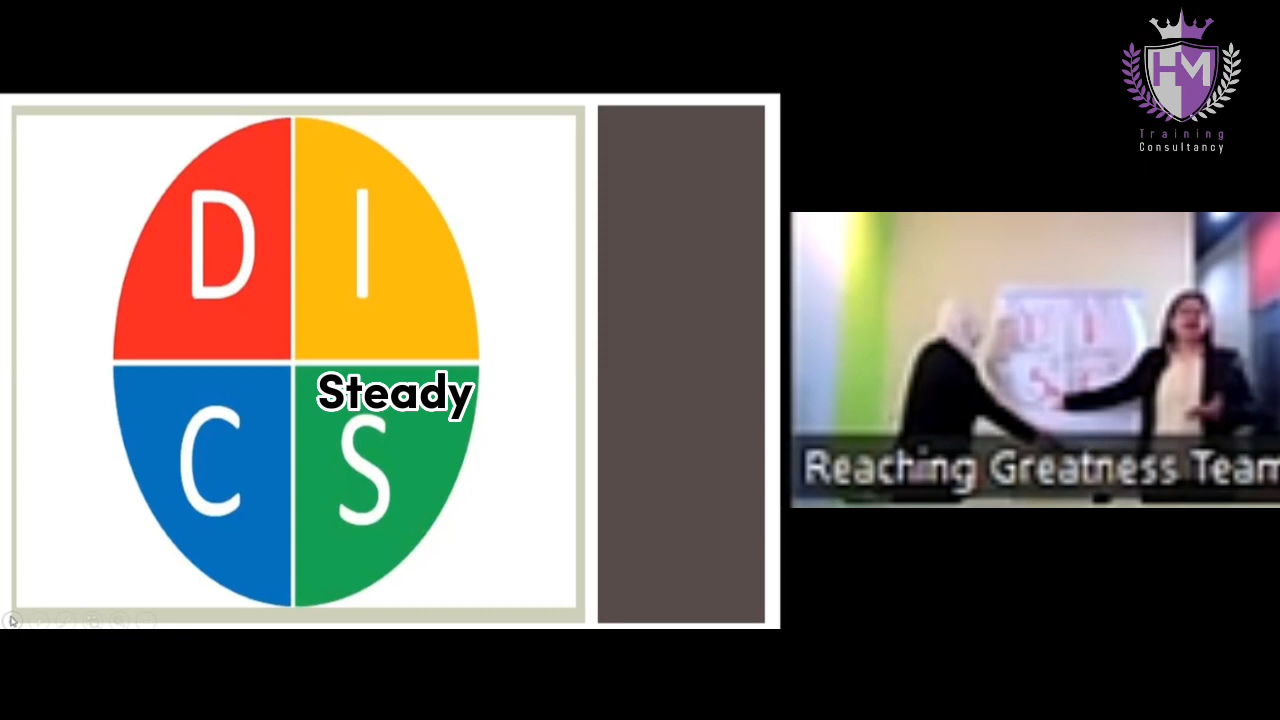 HM
Training
Consultancy
D I
Steady
C S
Reaching Greatness Team